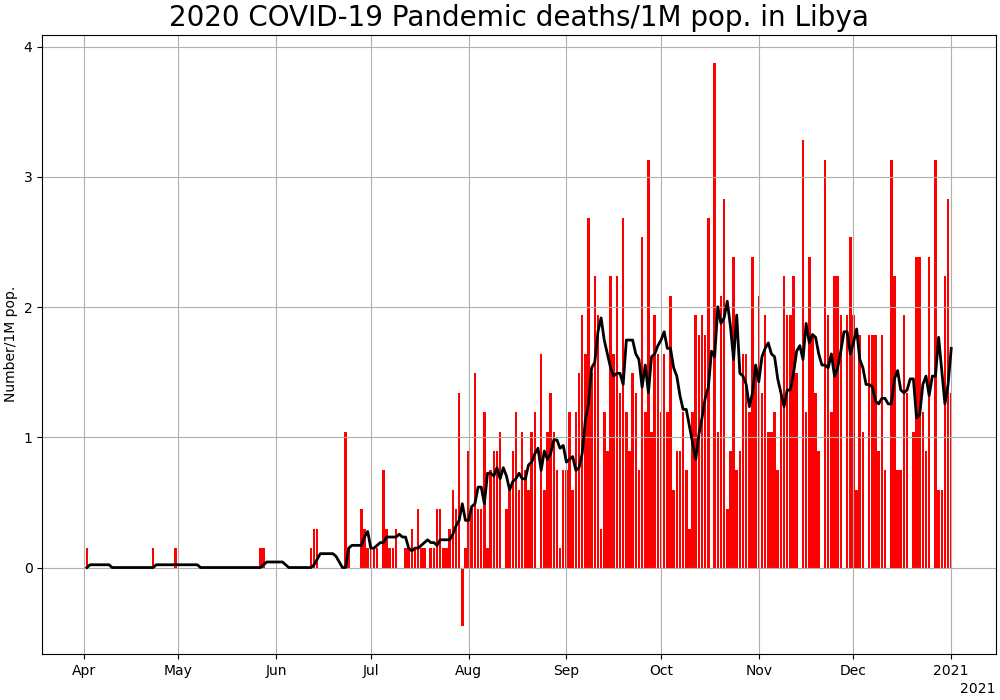 2020 COVID-19 Pandemic deaths/1M pop. in Libya
Number/1M pop.
4
3
2
1
0
Apr May Jun Jul Aug Sep Oct Nov Dec 2021
2021